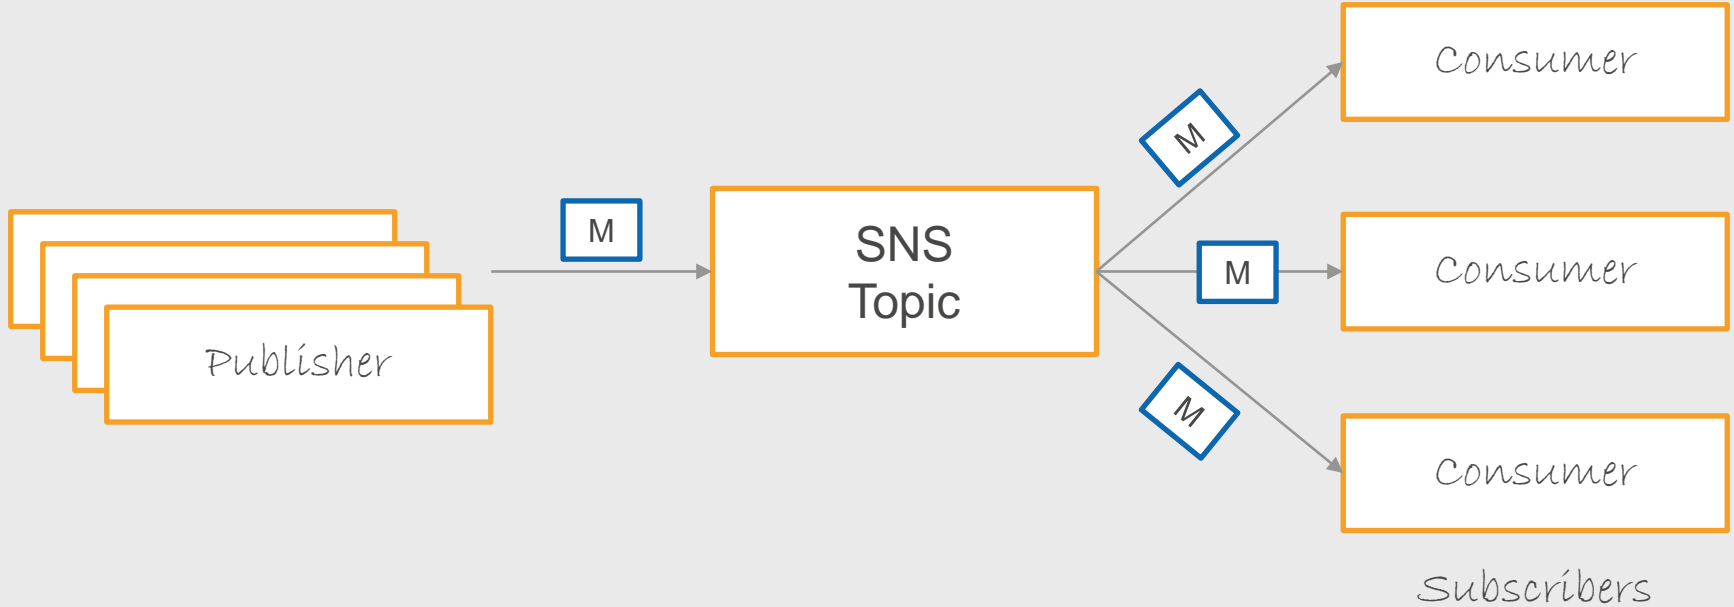 Publisher
M
SNS
Topic
M
M
M
Consumer
Consumer
Consumer
Subscribers